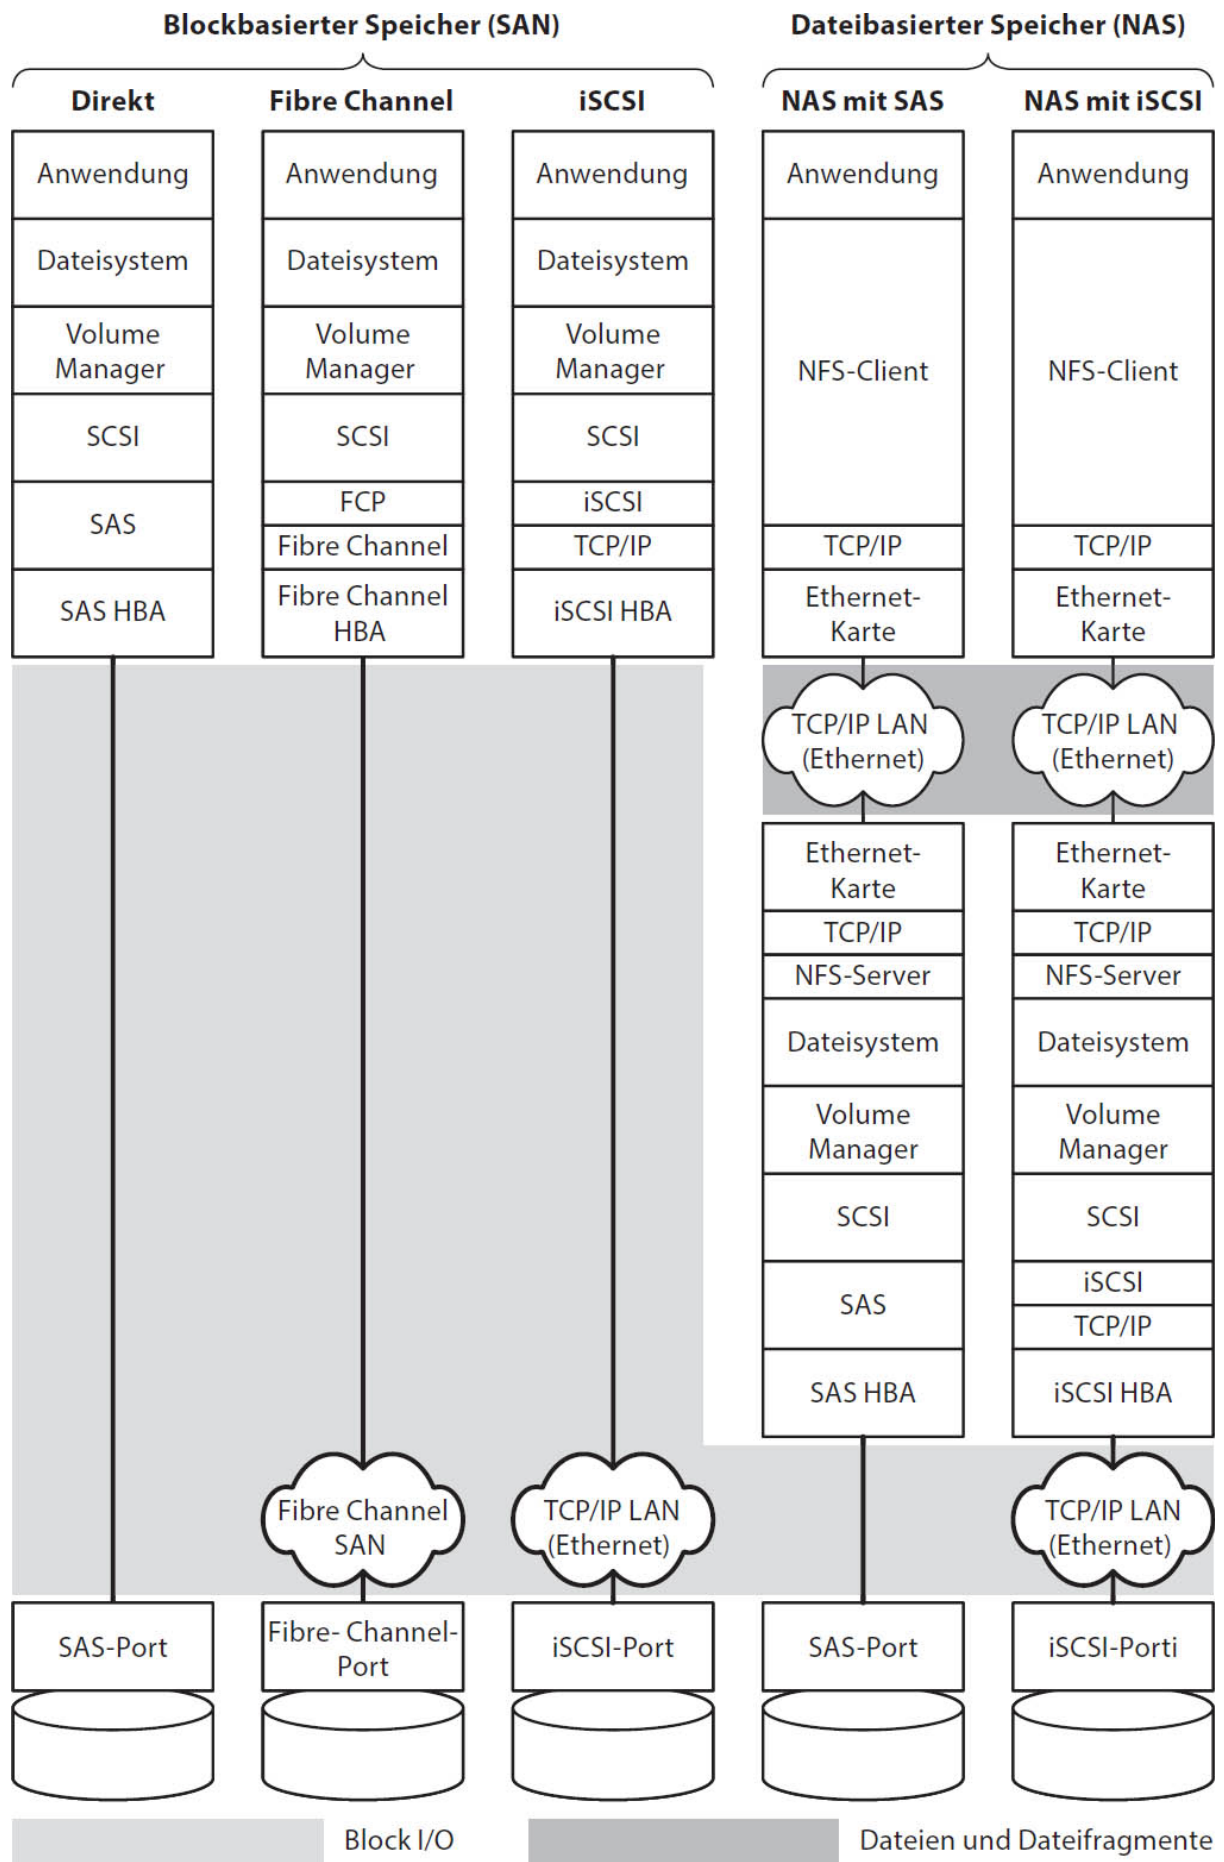 Blockbasierter Speicher (SAN)
Dateibasierter Speicher (NAS)
Direkt
Fibre Channel
iSCSI
NAS mit SAS
NAS mit iSCSI
Anwendung
Dateisystem
Volume
Manager
SCSI
SAS
SAS HBA
SAS-Port
Anwendung
Dateisystem
Volume
Manager
SCSI
FCP
Fibre Channel
Fibre Channel
HBA
Fibre Channel
SAN
Fibre- Channel-
Port
Anwendung
Dateisystem
Volume
Manager
SCSI
iSCSI
TCP/IP
iSCSI HBA
TCP/IP LAN
(Ethernet)
iSCSI-Port
Anwendung
NFS-Client
TCP/IP
Ethernet-
Karte
TCP/IP LAN
(Ethernet)
Ethernet-
Karte
TCP/IP
NFS-Server
Dateisystem
Volume
Manager
SCSI
SAS
SAS HBA
SAS-Port
Anwendung
NFS-Client
TCP/IP
Ethernet-
Karte
TCP/IP LAN
(Ethernet)
Ethernet-
Karte
TCP/IP
NFS-Server
Dateisystem
Volume
Manager
SCSI
iSCSI
TCP/IP
iSCSI HBA
TCP/IP LAN
(Ethernet)
iSCSI-Porti
Block I/O
Dateien und Dateifragmente